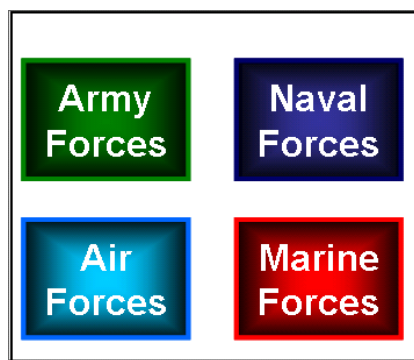 Army
Forces
Naval
Forces
Air
Forces
Marine
Forces